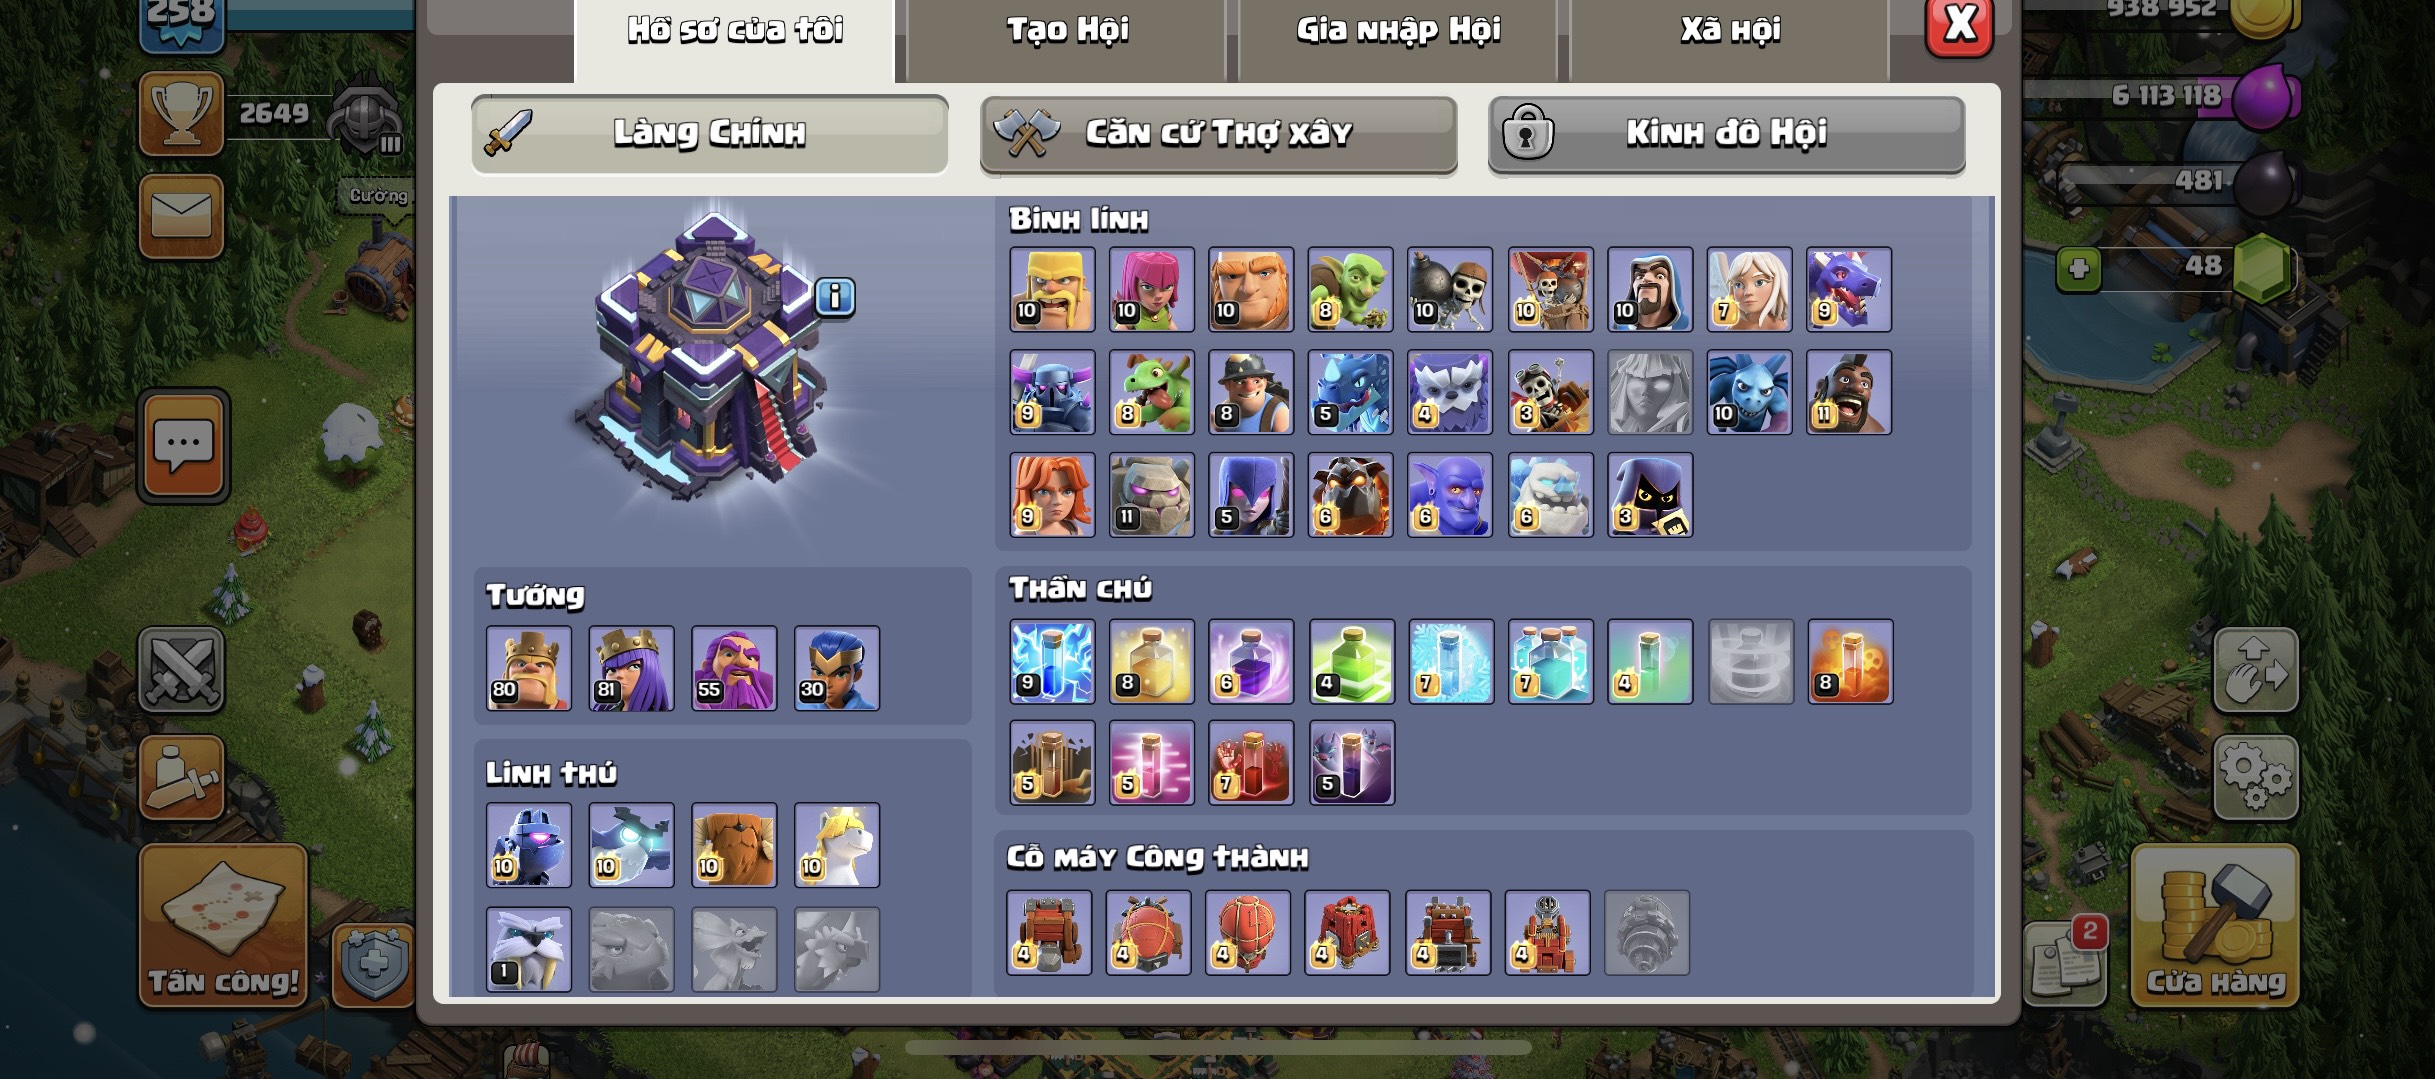 258
Hồ sơ của tôi
Tạo Hội
Gia nhập Hội
Xã hội
X
938 952
2649
III
Làng Chính
Căn cứ Thợ xây
Kinh đô Hội
6 113 118
Cường
481
48
i
Binh lính
10 10 10 8 10 10 10 7 9
9 8 8 5 4 3 10 11
9 11 5 6 6 6 3
Tướng
80 81 55 30
Thần chú
9 8 6 4 7 7 4 8
5 5 7 5
Linh thú
10 10 10 10
1
Cỗ máy Công thành
4 4 4 4 4 4
Tấn công!
2
Cửa hàng